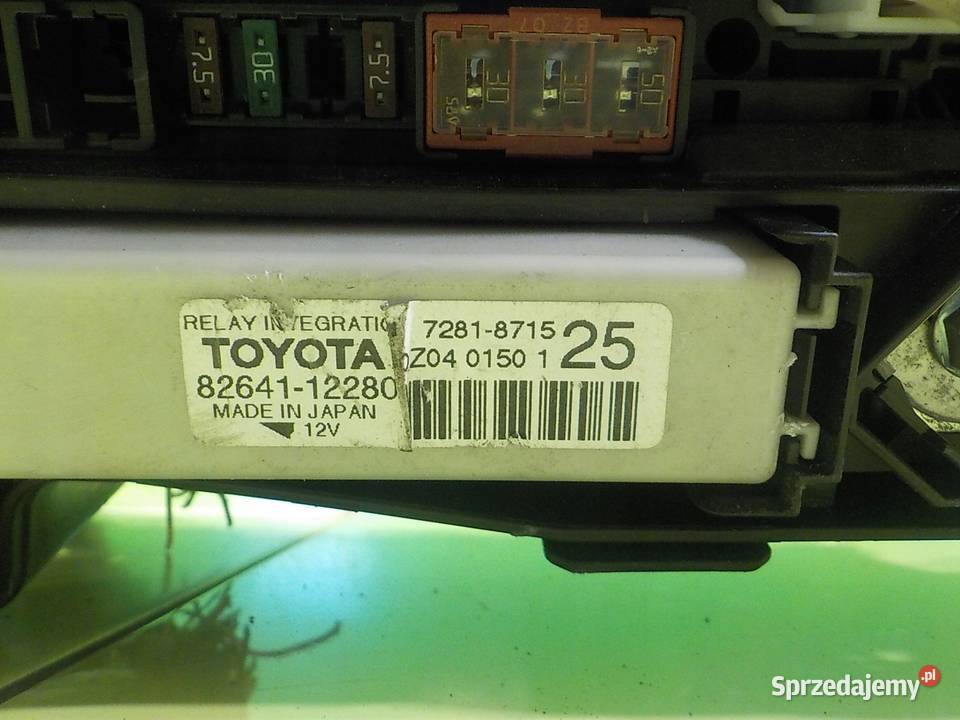 7.5
30
7.5
30
30
50
RELAY INTEGRATIO
TOYOTA
82641-12280
MADE IN JAPAN
12V
7281-8715
Z04 0150 1
25
Sprzedajemy.pl